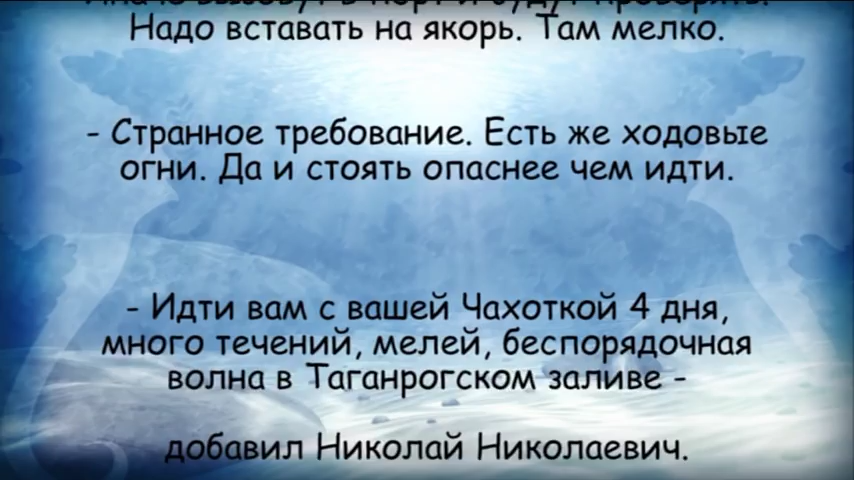 Надо вставать на якорь. Там мелко.
- Странное требование. Есть же ходовые
огни. Да и стоять опаснее чем идти.
- Идти вам с вашей Чахоткой 4 дня,
много течений, мелей, беспорядочная
волна в Таганрогском заливе -
добавил Николай Николаевич.